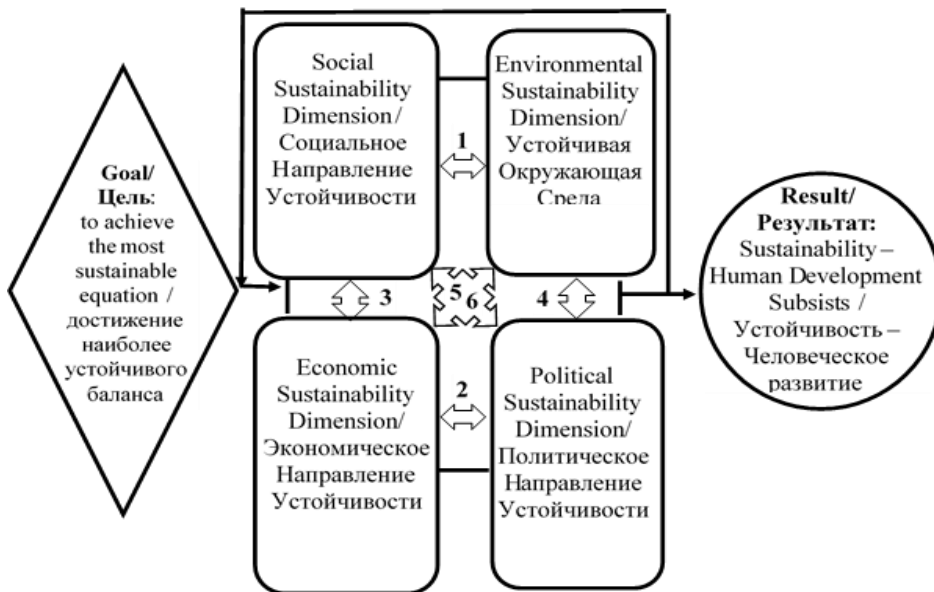 Goal/
Цель:
to achieve
the most
sustainable
equation /
достижение
наиболее
устойчивого
баланса
Social
Sustainability
Dimension/
Социальное
Направление
Устойчивости
1
Environmental
Sustainability
Dimension/
Устойчивая
Окружающая
Среда
3
5
6
4
Economic
Sustainability
Dimension/
Экономическое
Направление
Устойчивости
2
Political
Sustainability
Dimension/
Политическое
Направление
Устойчивости
Result/
Результат:
Sustainability –
Human Development
Subsists /
Устойчивость –
Человеческое
развитие